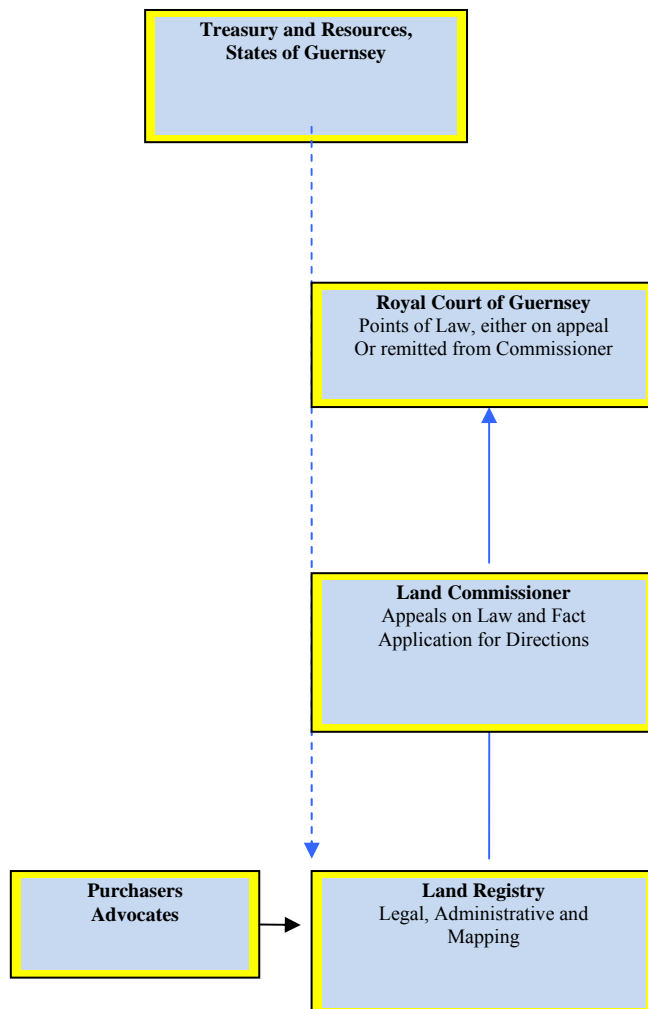 Treasury and Resources,
States of Guernsey
Royal Court of Guernsey
Points of Law, either on appeal
Or remitted from Commissioner
Land Commissioner
Appeals on Law and Fact
Application for Directions
Purchasers
Advocates
Land Registry
Legal, Administrative and
Mapping